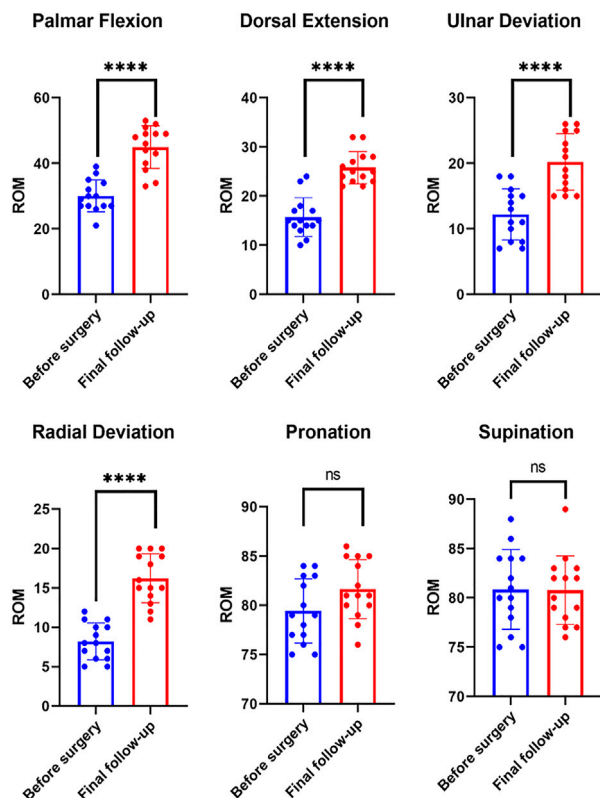 Palmar Flexion
Dorsal Extension
Ulnar Deviation
****
****
****
ROM
60
40
20
0
ROM
40
30
20
10
0
ROM
30
20
10
0
Before surgery
Final follow-up
Before surgery
Final follow-up
Before surgery
Final follow-up
Radial Deviation
Pronation
Supination
****
ns
ns
ROM
25
20
15
10
5
0
ROM
90
85
80
75
70
ROM
90
85
80
75
70
Before surgery
Final follow-up
Before surgery
Final follow-up
Before surgery
Final follow-up